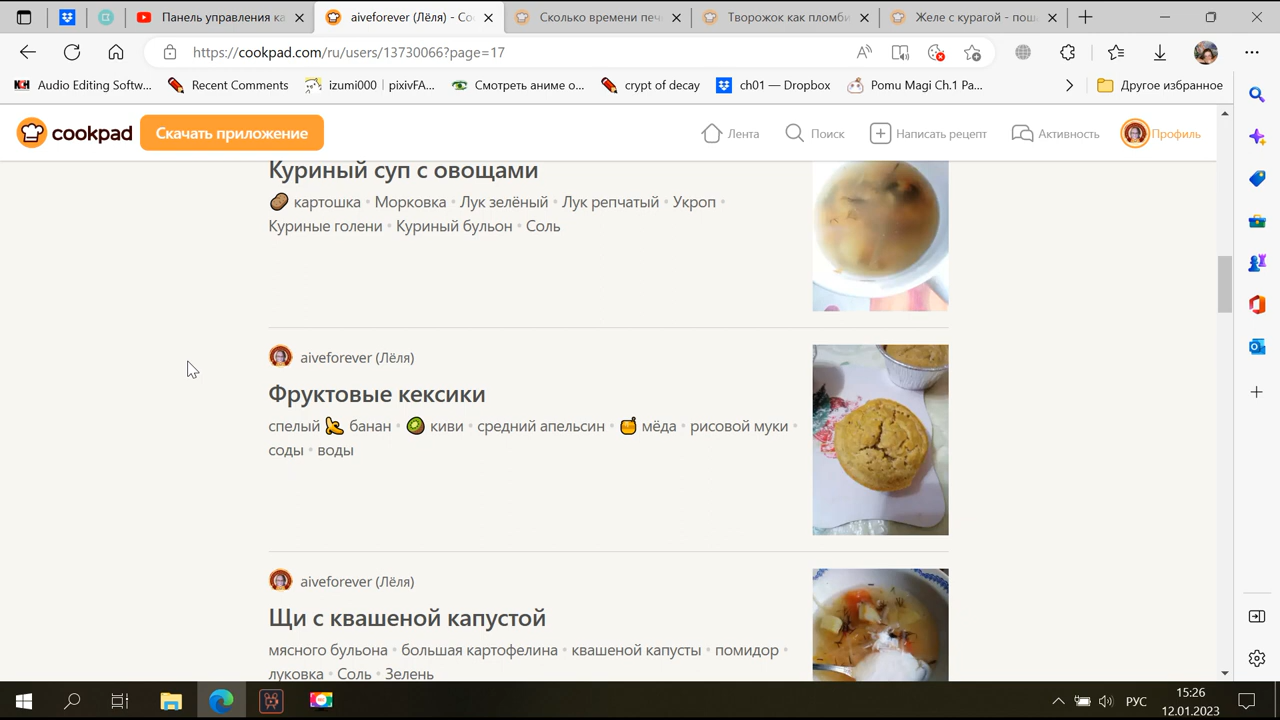 Панель управления ка
aiveforever (Лёля) - Co
Сколько времени печ
Творожок как пломби
Желе с курагой - пош
https://cookpad.com/ru/users/13730066?page=17
Audio Editing Softw...
Recent Comments
izumi000 | pixivFA...
Смотреть аниме о...
crypt of decay
ch01 — Dropbox
Pomu Magi Ch.1 Pa...
Другое избранное
cookpad
Скачать приложение
Лента
Поиск
Написать рецепт
Активность
Профиль
Куриный суп с овощами
картошка • Морковка • Лук зелёный • Лук репчатый • Укроп •
Куриные голени • Куриный бульон • Соль
aiveforever (Лёля)
Фруктовые кексики
спелый 🍌 банан • 🥝 киви • средний апельсин • 🍯 мёда • рисовой муки •
соды • воды
aiveforever (Лёля)
Щи с квашеной капустой
мясного бульона • большая картофелина • квашеной капусты • помидор •
луковка • Соль • Зелень
РУС
15:26
12.01.2023